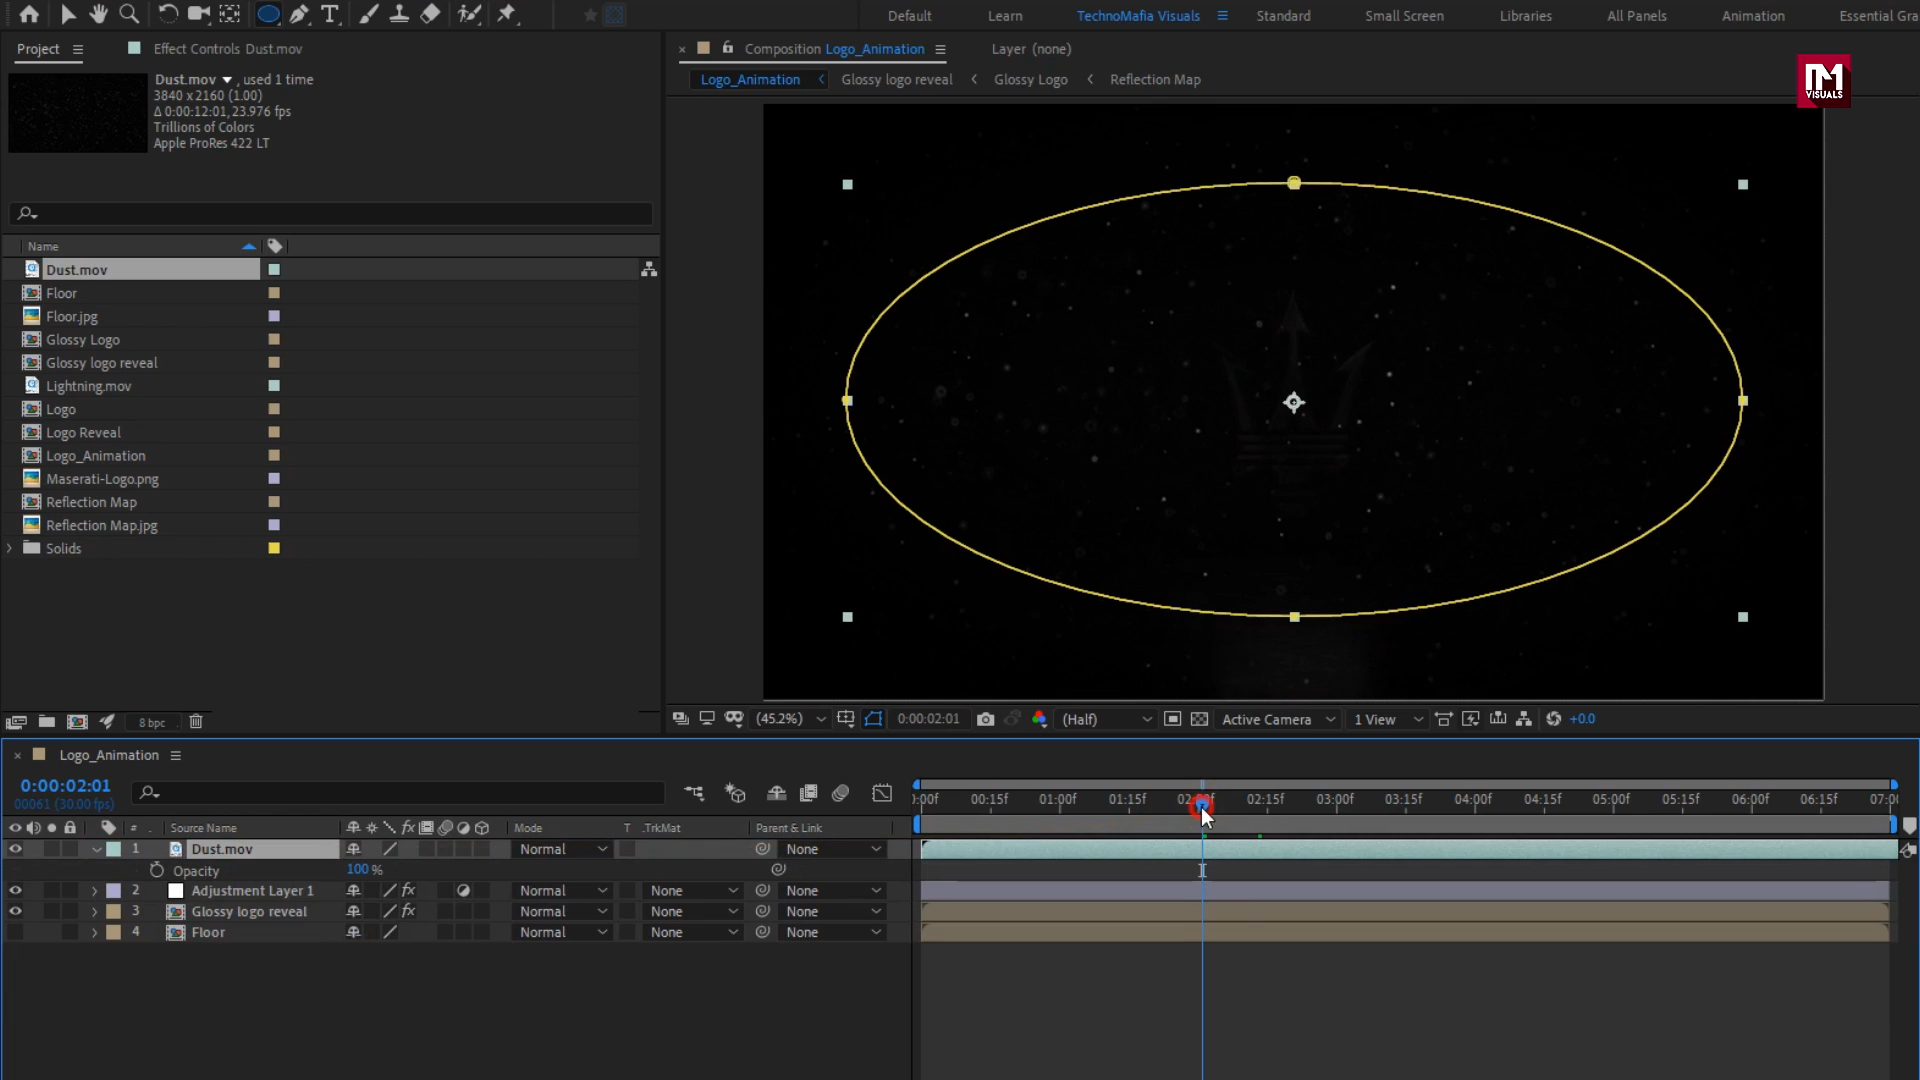 Default
Learn
TechnoMafia Visuals
Standard
Small Screen
Libraries
All Panels
Animation
Essential Gra
Project
Effect Controls Dust.mov
Composition Logo_Animation
Layer (none)
Dust.mov , used 1 time
3840 x 2160 (1.00)
Δ 0:00:12:01, 23.976 fps
Trillions of Colors
Apple ProRes 422 LT
Logo_Animation
Glossy logo reveal
Glossy Logo
Reflection Map
VISUALS
Name
Dust.mov
Floor
Floor.jpg
Glossy Logo
Glossy logo reveal
Lightning.mov
Logo
Logo Reveal
Logo_Animation
Maserati-Logo.png
Reflection Map
Reflection Map.jpg
Solids
8 bpc
(45.2%)
0:00:02:01
(Half)
Active Camera
1 View
+0.0
Logo_Animation
0:00:02:01
00061 (30.00 fps)
00:15f
01:00f
01:15f
02:15f
03:00f
03:15f
04:00f
04:15f
05:00f
05:15f
06:00f
06:15f
# Source Name
Mode
T .TrkMat
Parent & Link
1 Dust.mov Normal None
Opacity 100 %
2 Adjustment Layer 1 fx Normal None None
3 Glossy logo reveal fx Normal None None
4 Floor Normal None None